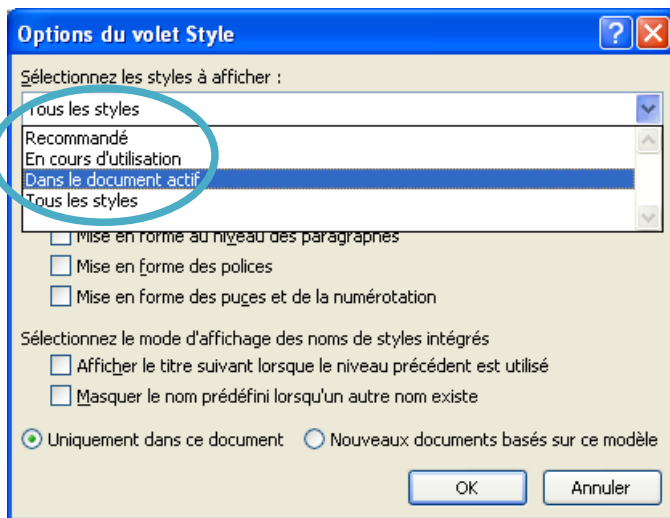 Options du volet Style
Sélectionnez les styles à afficher :
Tous les styles
Recommandé
En cours d'utilisation
Dans le document actif
Tous les styles
Mise en forme au niveau des paragraphes
Mise en forme des polices
Mise en forme des puces et de la numérotation
Sélectionnez le mode d'affichage des noms de styles intégrés
Afficher le titre suivant lorsque le niveau précédent est utilisé
Masquer le nom prédéfini lorsqu'un autre nom existe
Uniquement dans ce document Nouveaux documents basés sur ce modèle
OK Annuler